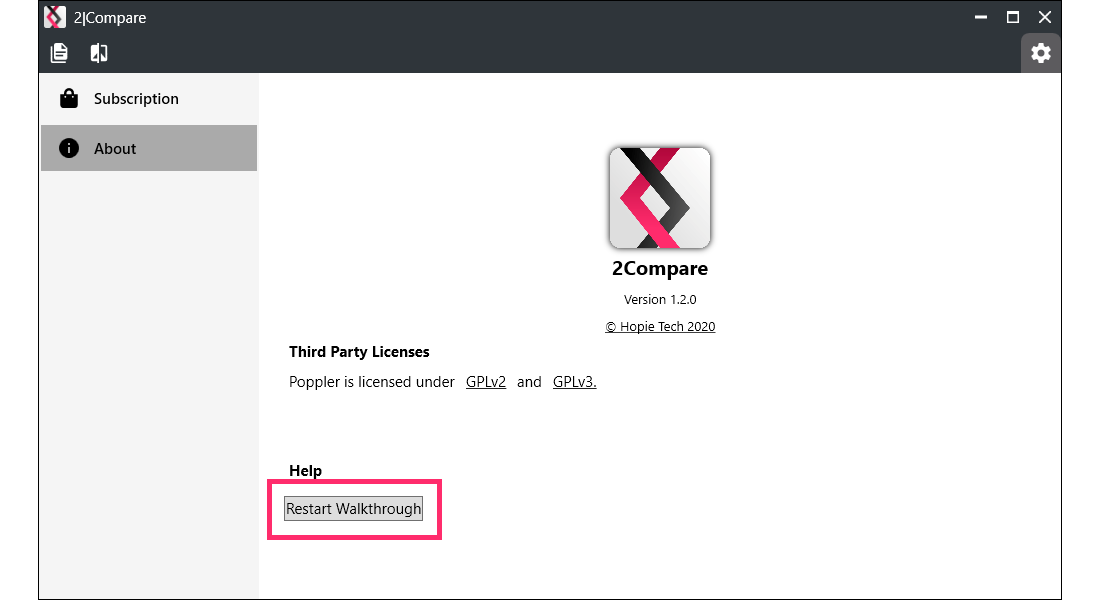 2|Compare
Subscription
About
2Compare
Version 1.2.0
© Hopie Tech 2020
Third Party Licenses
Poppler is licensed under GPLv2 and GPLv3.
Help
Restart Walkthrough